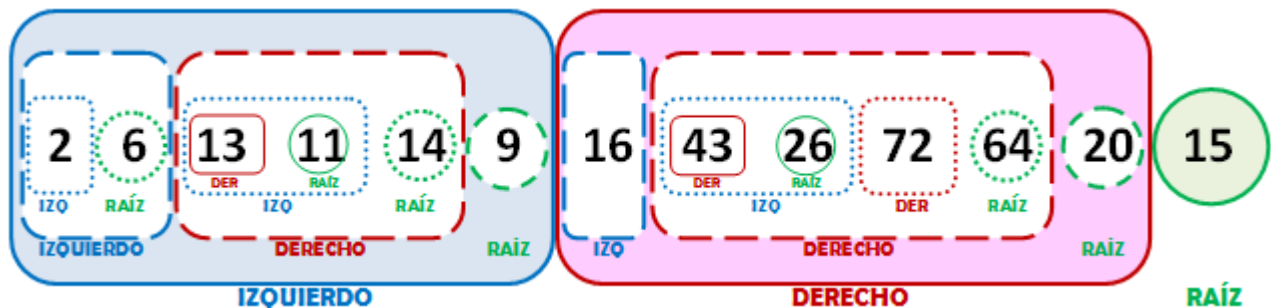 2 6 13 11 14 9 16 43 26 72 64 20 15
DER RAÍZ DER RAÍZ
IZQ RAÍZ IZQ RAÍZ IZQ DER RAÍZ
IZQUIERDO DERECHO RAÍZ IZQ DERECHO RAÍZ
IZQUIERDO DERECHO RAÍZ